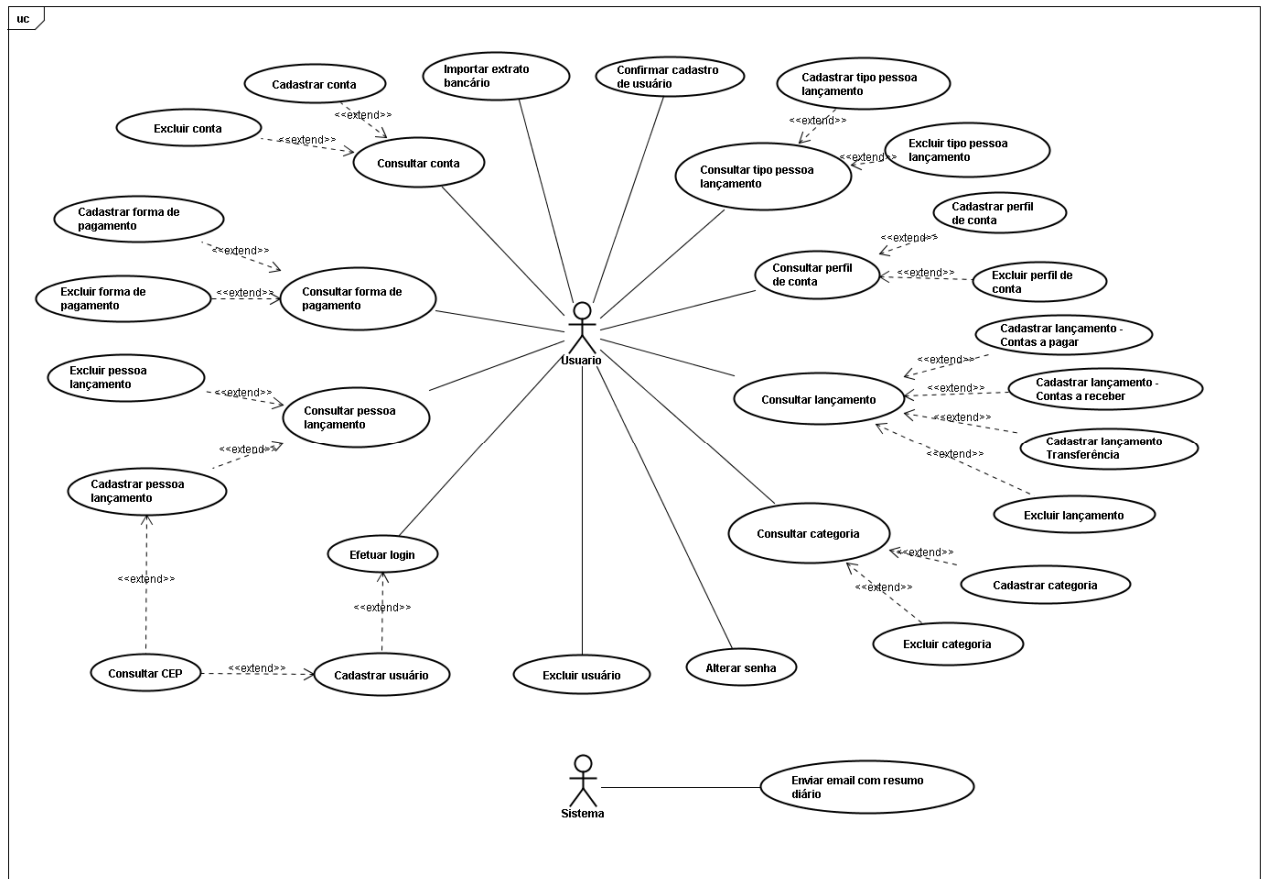 uc
Cadastrar conta
<<extend>>
Excluir conta
<<extend>>
Consultar conta
Importar extrato
bancário
Confirmar cadastro
de usuário
Cadastrar tipo pessoa
lançamento
<<extend>>
Excluir tipo pessoa
lançamento
<<extend>>
Consultar tipo pessoa
lançamento
Cadastrar forma de
pagamento
<<extend>>
Excluir forma de
pagamento
<<extend>>
Consultar forma de
pagamento
Cadastrar perfil
de conta
<<extend>>
Consultar perfil
de conta
<<extend>>
Excluir perfil de
conta
Usuario
Excluir pessoa
lançamento
<<extend>>
Consultar pessoa
lançamento
<<extend>>
Cadastrar pessoa
lançamento
Cadastrar lançamento -
Contas a pagar
<<extend>>
Consultar lançamento
<<extend>>
Cadastrar lançamento -
Contas a receber
<<extend>>
Cadastrar lançamento
Transferência
<<extend>>
Excluir lançamento
Consultar categoria
<<extend>>
Cadastrar categoria
<<extend>>
Excluir categoria
Efetuar login
<<extend>>
<<extend>>
Consultar CEP
<<extend>>
Cadastrar usuário
Excluir usuário
Alterar senha
Sistema
Enviar email com resumo
diário